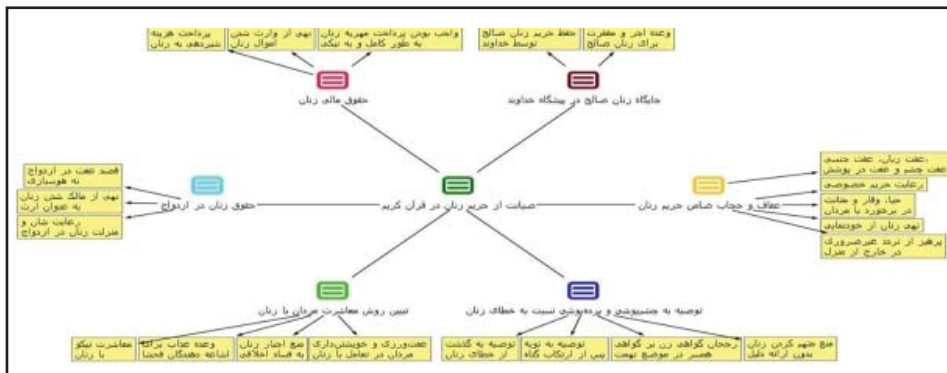 پرداخت هزینه
شیردهی به زنان
نهی از وارث شدن
اموال زنان
واجب بودن پرداخت مهریه زنان
به طور کامل و به نیکی
حفظ حریم زنان صالح
توسط خداوند
وعده اجر و مغفرت
برای زنان صالح
حقوق مالی زنان
جایگاه زنان صالح در پیشگاه خداوند
قصد عفت در ازدواج
نه هوسبازی
نهی از مالک شدن زنان
به عنوان ارث
رعایت شان و
منزلت زنان در ازدواج
حقوق زنان در ازدواج
صیانت از حریم زنان در قرآن کریم
عفاف و حجاب ضامن حریم زنان
عفت زبان، عفت جنسی،
عفت چشم و عفت در پوشش
رعایت حریم خصوصی
حیا، وقار و متانت
در برخورد با مردان
نهی زنان از خودنمایی
پرهیز از تردد غیرضروری
در خارج از منزل
تبیین روش معاشرت مردان با زنان
توصیه به چشم‌پوشی و پرده‌پوشی نسبت به خطای زنان
معاشرت نیکو
با زنان
وعده عذاب برای
اشاعه دهندگان فحشا
منع اجبار زنان
به فساد اخلاقی
عفت‌ورزی و خویشتن‌داری
مردان در تعامل با زنان
توصیه به گذشت
از خطای زنان
توصیه به توبه
پس از ارتکاب گناه
رجحان گواهی زن بر گواهی
همسر در موضع تهمت
منع متهم کردن زنان
بدون ارائه دلیل